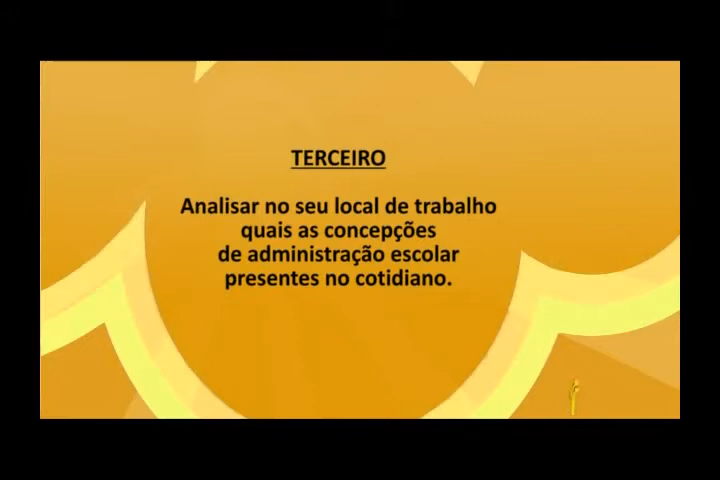 TERCEIRO
Analisar no seu local de trabalho
quais as concepções
de administração escolar
presentes no cotidiano.